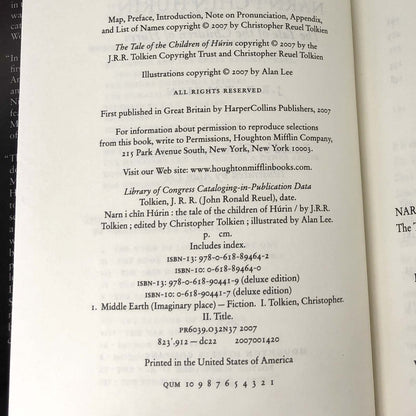 Map, Preface, Introduction, Note on Pronunciation, Appendix,
and List of Names copyright © 2007 by Christopher Reuel Tolkien
The Tale of the Children of Húrin copyright © 2007 by the
J.R.R. Tolkien Copyright Trust and Christopher Reuel Tolkien
Illustrations copyright © 2007 by Alan Lee
ALL RIGHTS RESERVED
First published in Great Britain by HarperCollins Publishers, 2007
For information about permission to reproduce selections
from this book, write to Permissions, Houghton Mifflin Company,
215 Park Avenue South, New York, New York 10003.
Visit our Web site: www.houghtonmifflinbooks.com.
Library of Congress Cataloging-in-Publication Data
Tolkien, J. R. R. (John Ronald Reuel), date.
Narn i chîn Húrin : the tale of the children of Húrin / by J.R.R.
Tolkien ; edited by Christopher Tolkien ; illustrated by Alan Lee.
p. cm.
Includes index.
ISBN-13: 978-0-618-89464-2
ISBN-10: 0-618-89464-0
ISBN-13: 978-0-618-90441-9 (deluxe edition)
ISBN-10: 0-618-90441-7 (deluxe edition)
1. Middle Earth (Imaginary place) — Fiction. I. Tolkien, Christopher.
II. Title.
PR6039.032N37 2007
823'.912 — dc22 2007001420
Printed in the United States of America
QUM 10 9 8 7 6 5 4 3 2 1
NAR
The T